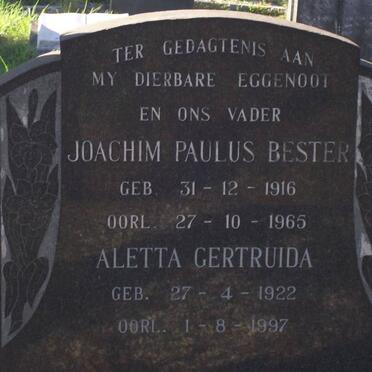 TER GEDAGTENIS AAN
MY DIERBARE EGGENOOT
EN ONS VADER
JOACHIM PAULUS BESTER
GEB. 31 - 12 - 1916
OORL. 27 - 10 - 1965
ALETTA GERTRUIDA
GEB. 27 - 4 - 1922
OORL. 1 - 8 - 1997